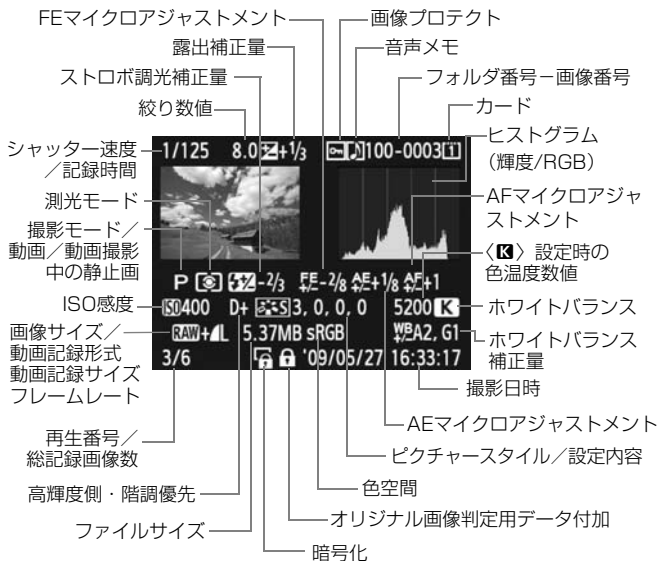 FEマイクロアジャストメント
画像プロテクト
露出補正量
音声メモ
ストロボ調光補正量
フォルダ番号－画像番号
絞り数値
カード
シャッター速度
／記録時間
ヒストグラム
（輝度/RGB）
測光モード
AFマイクロアジャ
ストメント
撮影モード／
動画／動画撮影
中の静止画
〈K〉設定時の
色温度数値
ISO感度
ホワイトバランス
画像サイズ／
動画記録形式
動画記録サイズ
フレームレート
ホワイトバランス
補正量
撮影日時
再生番号／
総記録画像数
AEマイクロアジャストメント
ピクチャースタイル／設定内容
高輝度側・階調優先
色空間
ファイルサイズ
オリジナル画像判定用データ付加
暗号化
1/125 8.0 +1/3 100-0003 1
P -2/3 FE-2/8 AE+1/8 AF+1
ISO400 D+ S 3, 0, 0, 0 5200 K
RAW+L 5.37MB sRGB WB A2, G1
3/6 '09/05/27 16:33:17